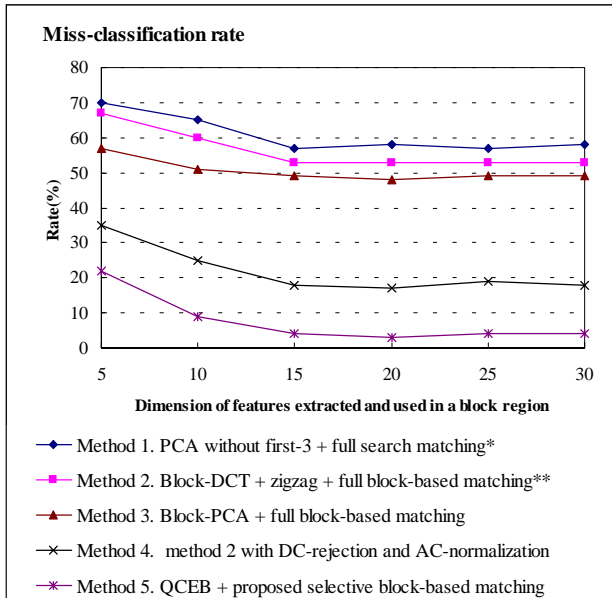 Miss-classification rate
80
70
60
50
40
30
20
10
0
Rate(%)
5 10 15 20 25 30
Dimension of features extracted and used in a block region
Method 1. PCA without first-3 + full search matching*
Method 2. Block-DCT + zigzag + full block-based matching**
Method 3. Block-PCA + full block-based matching
Method 4. method 2 with DC-rejection and AC-normalization
Method 5. QCEB + proposed selective block-based matching